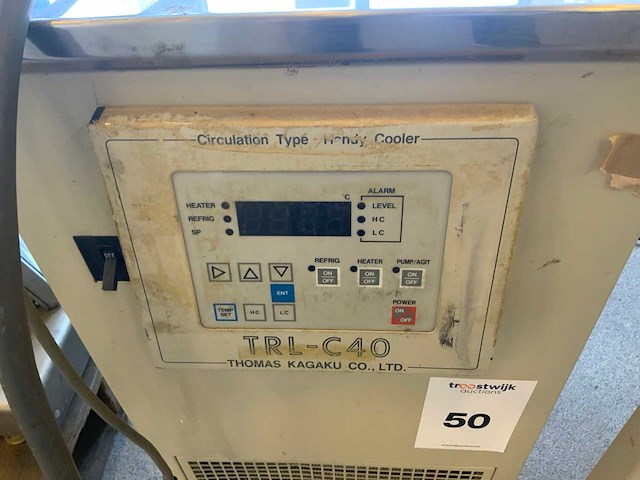 Circulation Type Handy Cooler
°C
ALARM
HEATER
LEVEL
REFRIG
H C
SP
L C
REFRIG
HEATER
PUMP/AGIT
ON
OFF
ON
OFF
ON
OFF
ENT
POWER
TEMP
SET
H C
L C
ON
OFF
TRL-C40
THOMAS KAGAKU CO., LTD.
troostwijk
auctions
50